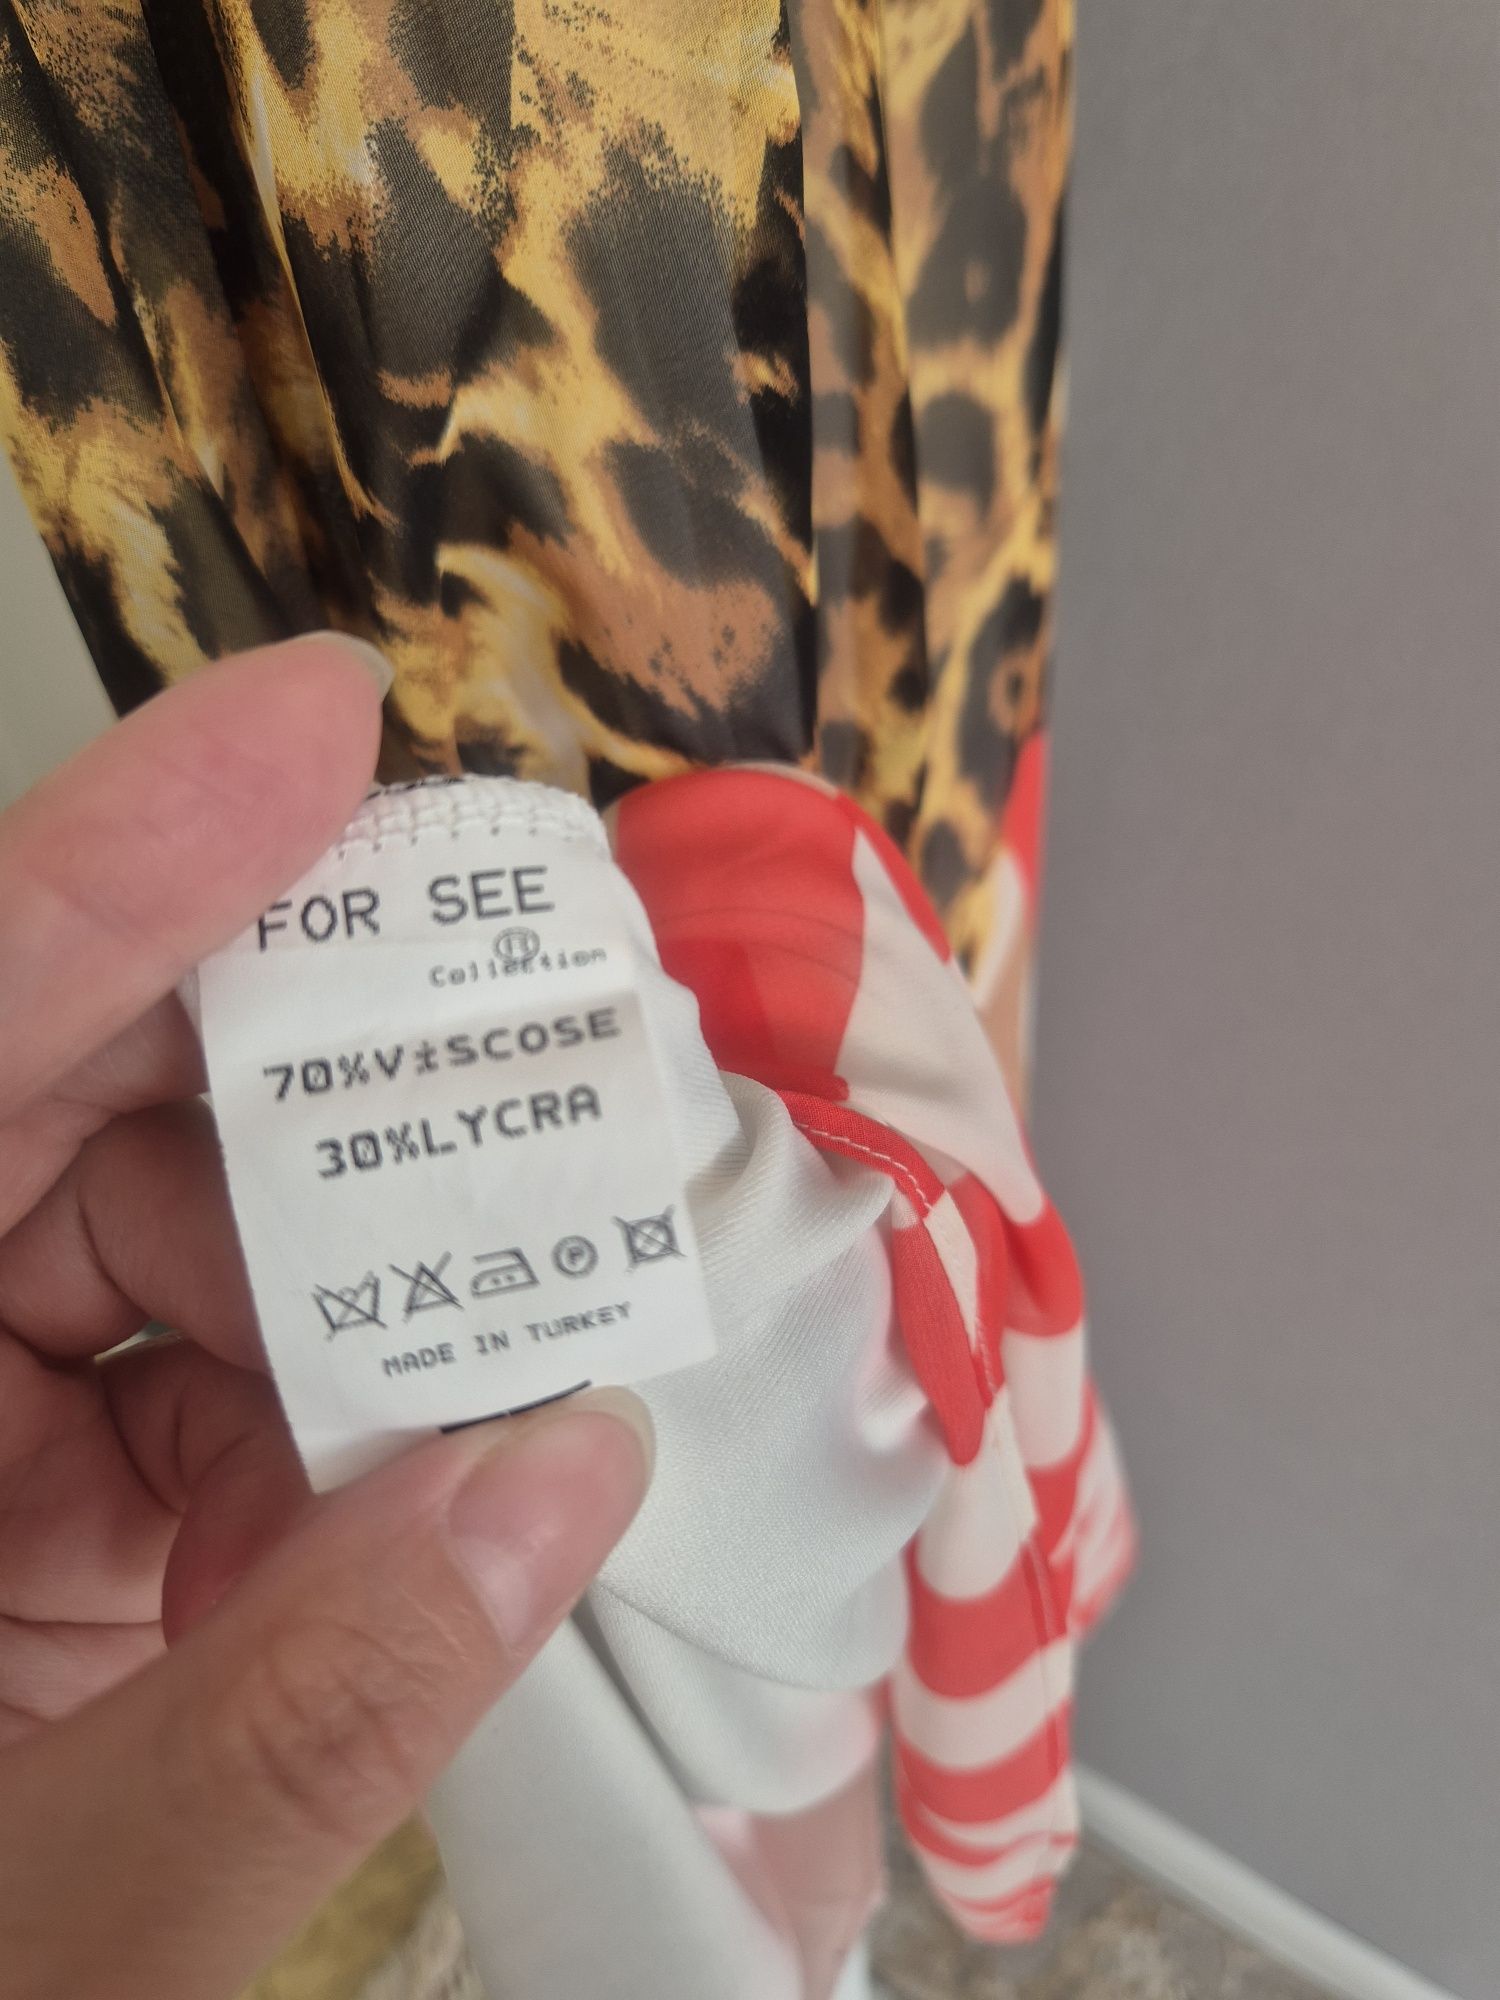 FOR SEE
Collection
70%V±SCOSE
30%LYCRA
P
MADE IN TURKEY